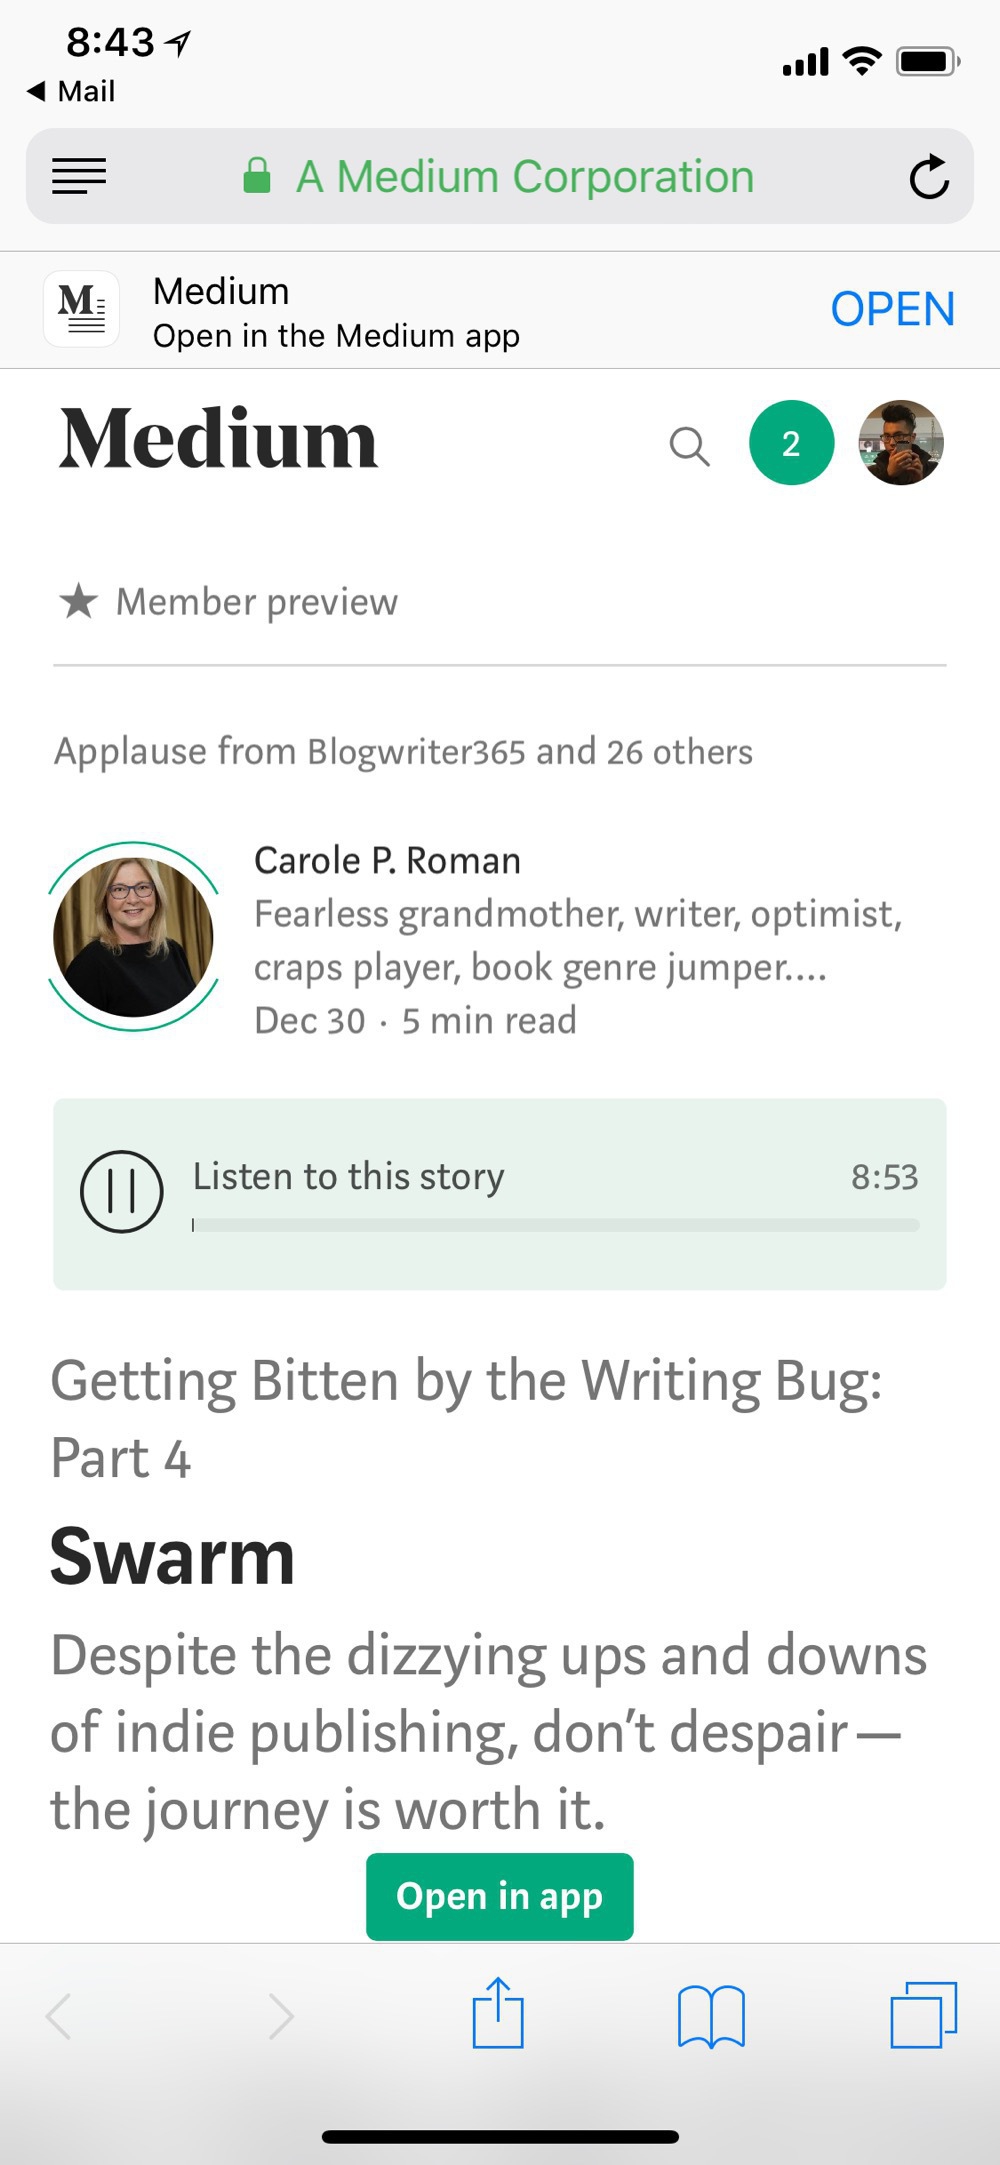 8:43
Mail
A Medium Corporation
M
Medium
Open in the Medium app
OPEN
Medium
2
Member preview
Applause from Blogwriter365 and 26 others
Carole P. Roman
Fearless grandmother, writer, optimist,
craps player, book genre jumper....
Dec 30 · 5 min read
Listen to this story
8:53
Getting Bitten by the Writing Bug:
Part 4
Swarm
Despite the dizzying ups and downs
of indie publishing, don’t despair—
the journey is worth it.
Open in app